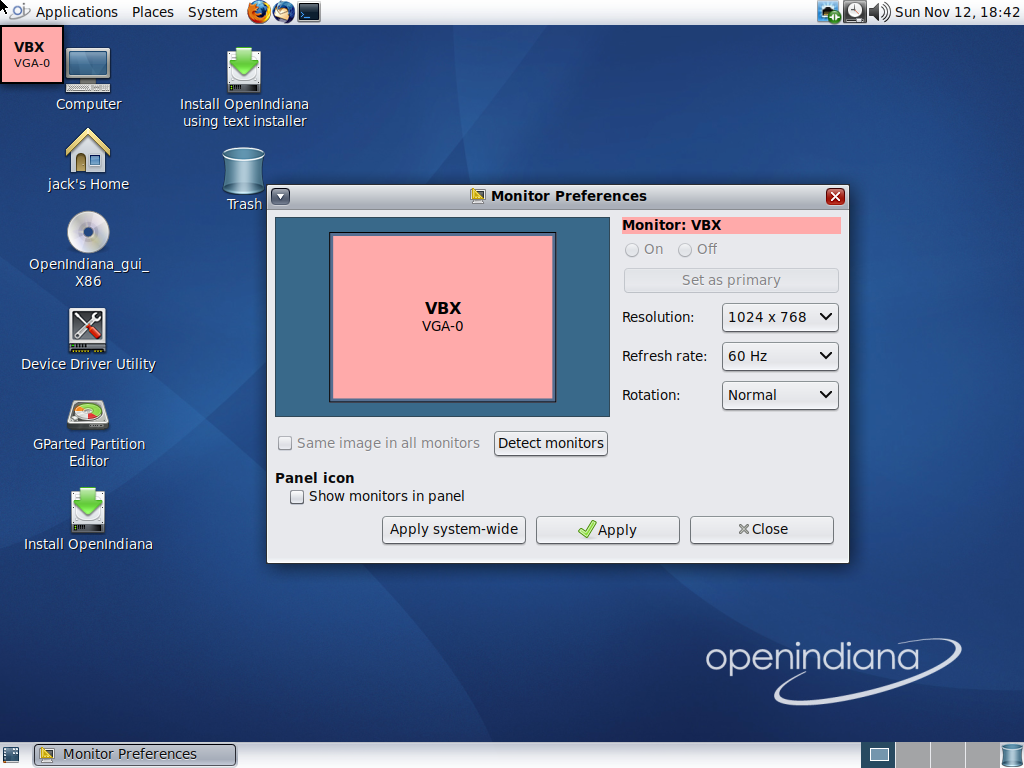 Applications Places System Sun Nov 12, 18:42
VBX
VGA-0
Computer
Install OpenIndiana
using text installer
jack's Home
Trash
OpenIndiana_gui_
X86
Device Driver Utility
GParted Partition
Editor
Install OpenIndiana
Monitor Preferences
VBX
VGA-0
Monitor: VBX
On Off
Set as primary
Resolution: 1024 x 768
Refresh rate: 60 Hz
Rotation: Normal
Same image in all monitors Detect monitors
Panel icon
Show monitors in panel
Apply system-wide Apply Close
openindiana
Monitor Preferences